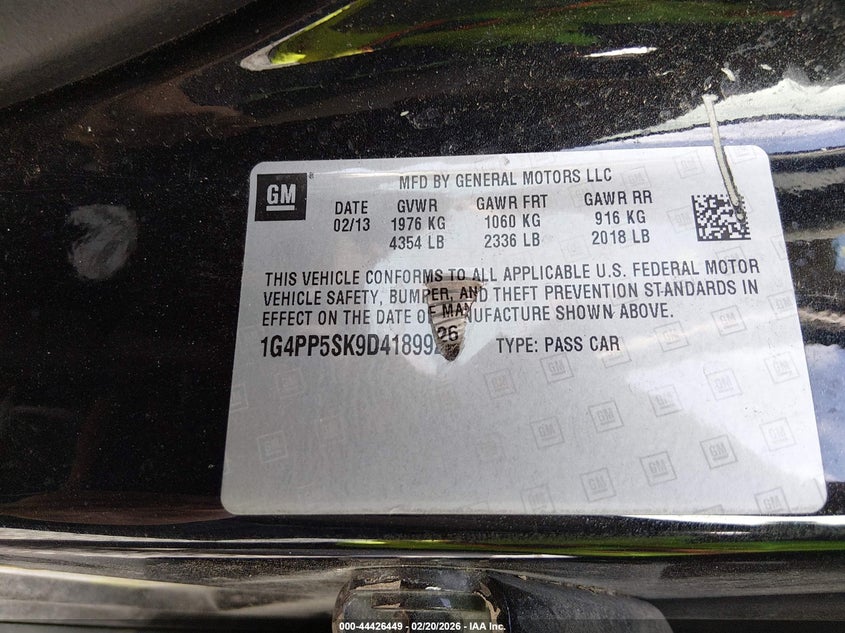 GM
MFD BY GENERAL MOTORS LLC
DATE GVWR GAWR FRT GAWR RR
02/13 1976 KG 1060 KG 916 KG
4354 LB 2336 LB 2018 LB
THIS VEHICLE CONFORMS TO ALL APPLICABLE U.S. FEDERAL MOTOR
VEHICLE SAFETY, BUMPER, AND THEFT PREVENTION STANDARDS IN
EFFECT ON THE DATE OF MANUFACTURE SHOWN ABOVE.
1G4PP5SK9D4189926 TYPE: PASS CAR
000-44426449 | 02/20/2026 - IAA Inc.